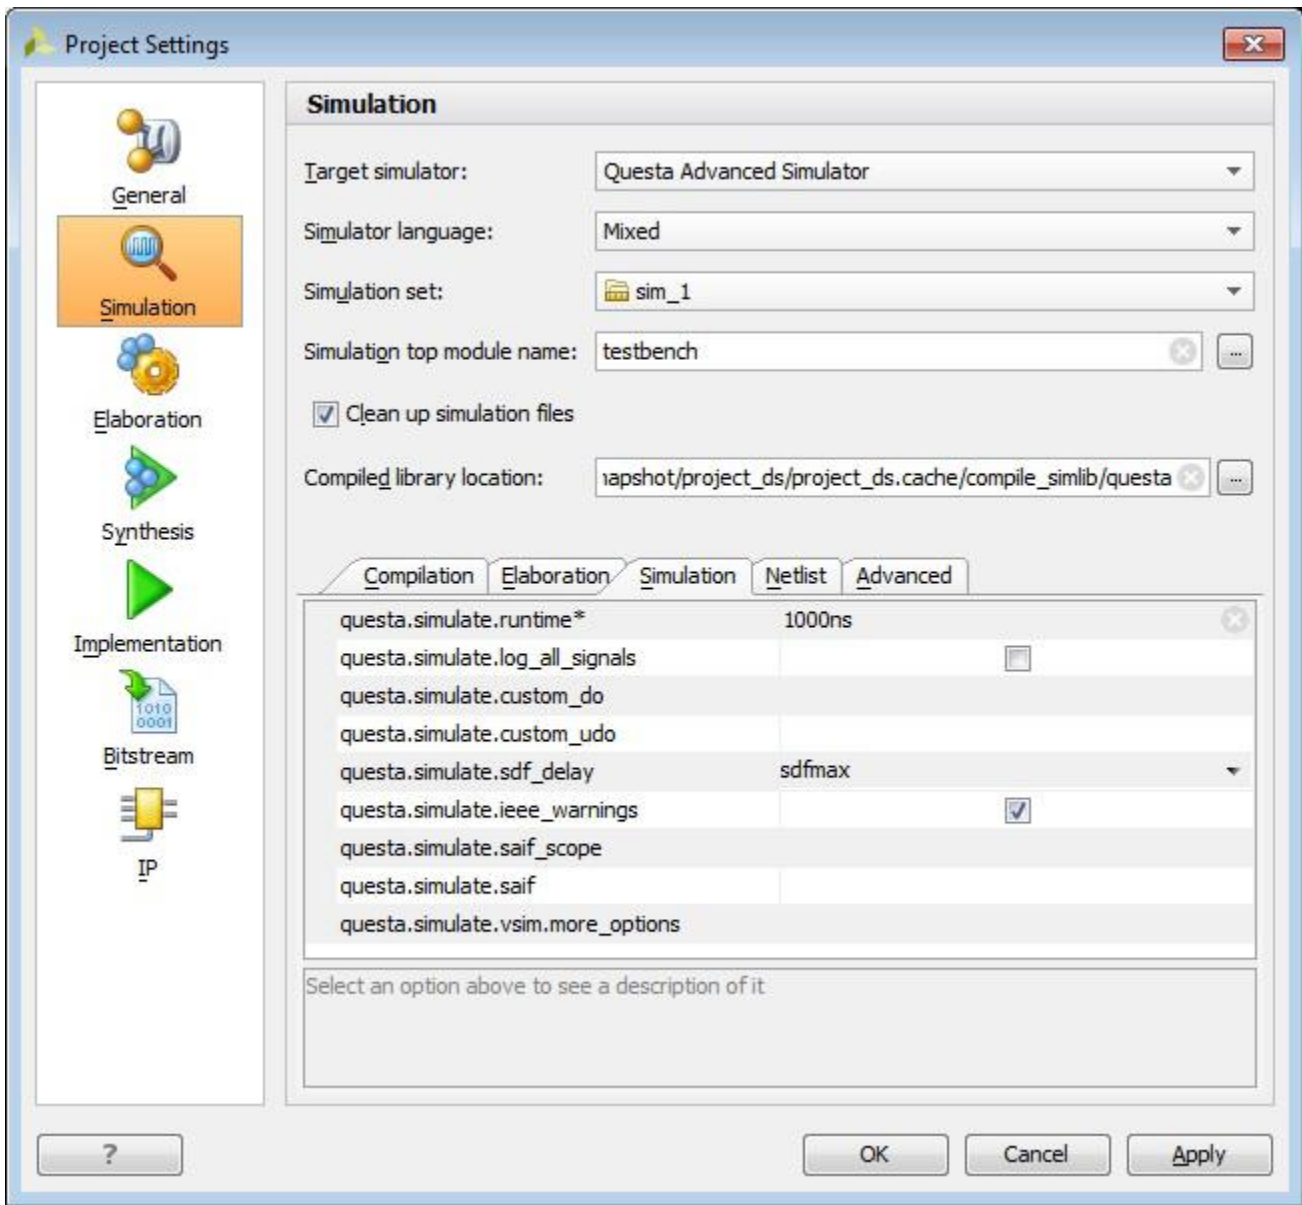 Project Settings
General
Simulation
Elaboration
Synthesis
Implementation
1010
0001
Bitstream
IP
Simulation
Target simulator: Questa Advanced Simulator
Simulator language: Mixed
Simulation set: sim_1
Simulation top module name: testbench ...
Clean up simulation files
Compiled library location: napshot/project_ds/project_ds.cache/compile_simlib/questa ...
Compilation Elaboration Simulation Netlist Advanced
questa.simulate.runtime* 1000ns
questa.simulate.log_all_signals
questa.simulate.custom_do
questa.simulate.custom_udo
questa.simulate.sdf_delay sdfmax
questa.simulate.ieee_warnings
questa.simulate.saif_scope
questa.simulate.saif
questa.simulate.vsim.more_options
Select an option above to see a description of it
? OK Cancel Apply